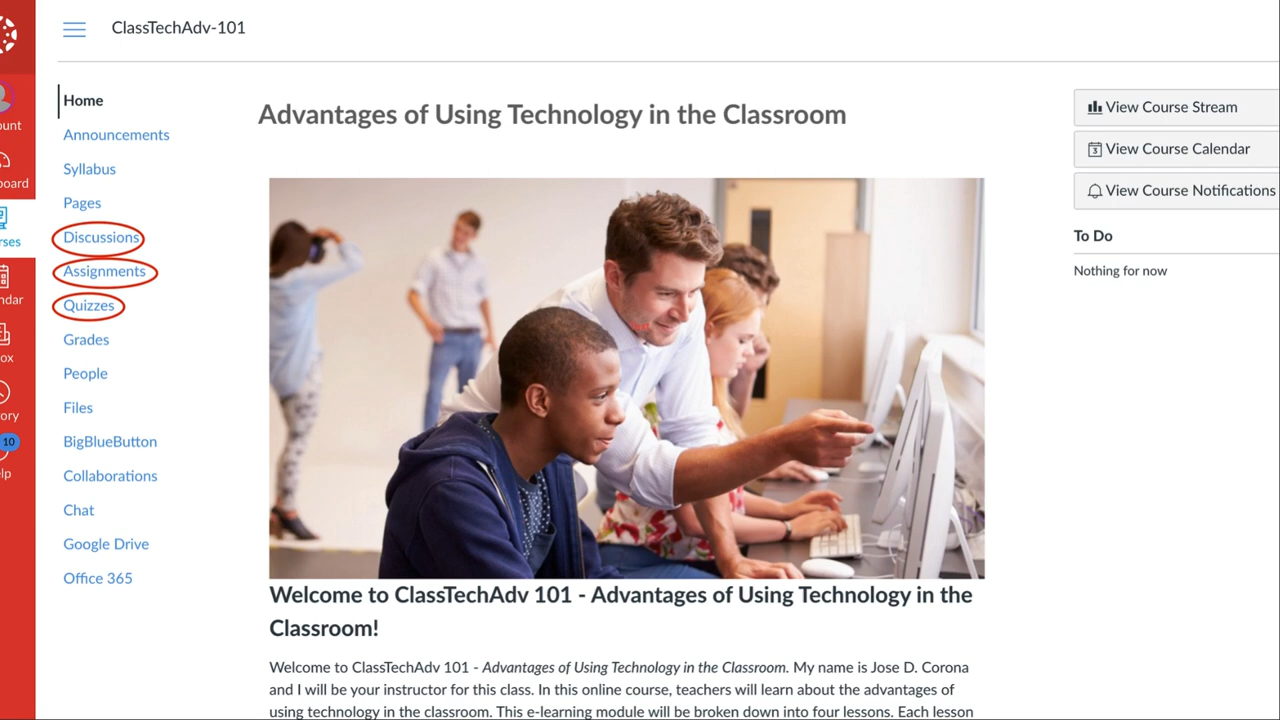 ClassTechAdv-101
ount
board
rses
ndar
ox
ory
10
lp
Home
Announcements
Syllabus
Pages
Discussions
Assignments
Quizzes
Grades
People
Files
BigBlueButton
Collaborations
Chat
Google Drive
Office 365
Advantages of Using Technology in the Classroom
Welcome to ClassTechAdv 101 - Advantages of Using Technology in the
Classroom!
Welcome to ClassTechAdv 101 - Advantages of Using Technology in the Classroom. My name is Jose D. Corona
and I will be your instructor for this class. In this online course, teachers will learn about the advantages of
using technology in the classroom. This e-learning module will be broken down into four lessons. Each lesson
View Course Stream
3
View Course Calendar
View Course Notifications
To Do
Nothing for now